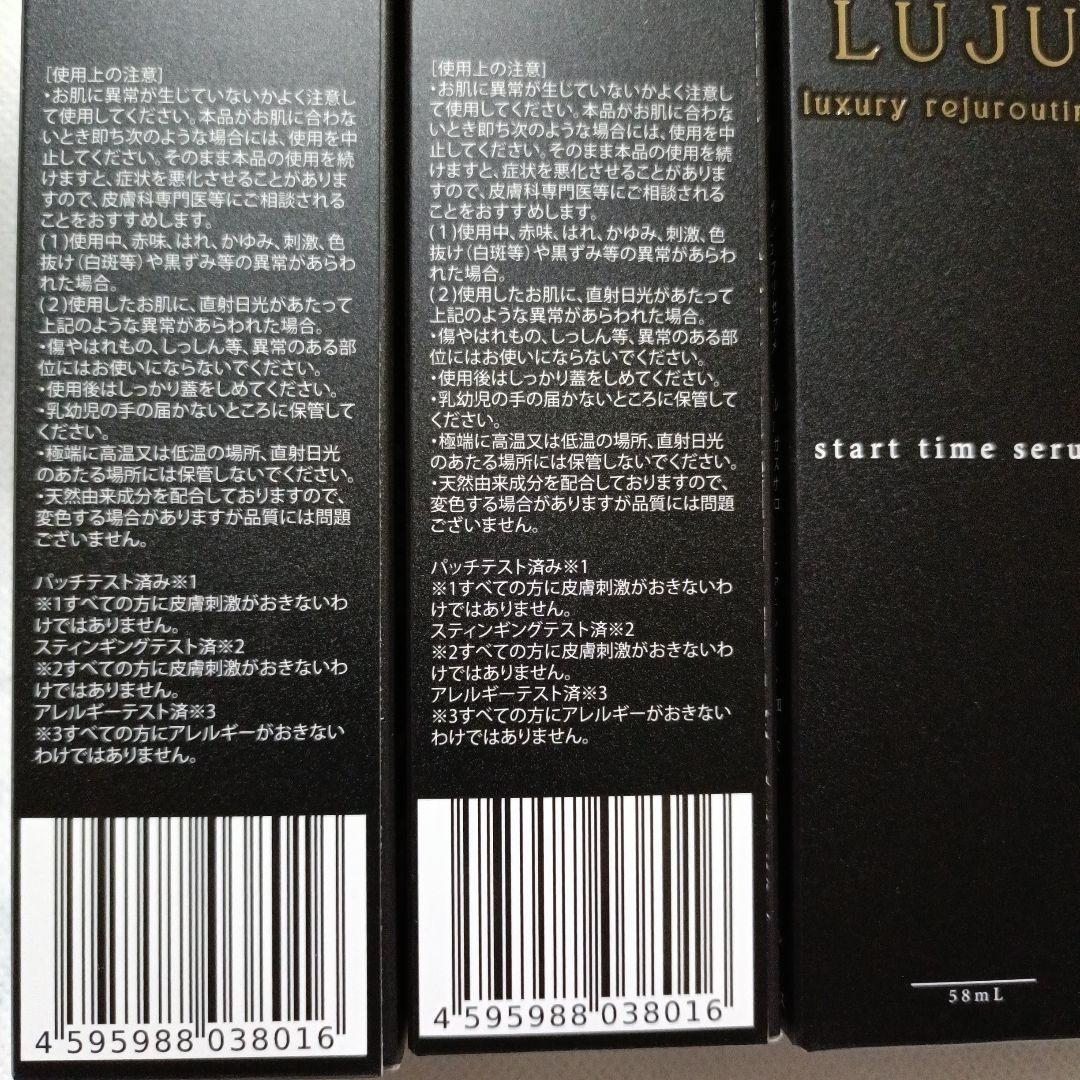 [使用上の注意]
・お肌に異常が生じていないかよく注意し
て使用してください。本品がお肌に合わな
いとき即ち次のような場合には、使用を中
止してください。そのまま本品の使用を続
けますと、症状を悪化させることがありま
すので、皮膚科専門医等にご相談される
ことをおすすめします。
(1)使用中、赤味、はれ、かゆみ、刺激、色
抜け(白斑等)や黒ずみ等の異常があらわ
れた場合。
(2)使用したお肌に、直射日光があたって
上記のような異常があらわれた場合。
・傷やはれもの、しっしん等、異常のある部
位にはお使いにならないでください。
・使用後はしっかり蓋をしめてください。
・乳幼児の手の届かないところに保管して
ください。
・極端に高温又は低温の場所、直射日光
のあたる場所には保管しないでください。
・天然由来成分を配合しておりますので、
変色する場合がありますが品質には問題
ございません。
パッチテスト済み※1
※1すべての方に皮膚刺激がおきないわ
けではありません。
スティンギングテスト済※2
※2すべての方に皮膚刺激がおきないわ
けではありません。
アレルギーテスト済※3
※3すべての方にアレルギーがおきない
わけではありません。
4 595988 038016
[使用上の注意]
・お肌に異常が生じていないかよく注意し
て使用してください。本品がお肌に合わな
いとき即ち次のような場合には、使用を中
止してください。そのまま本品の使用を続
けますと、症状を悪化させることがありま
すので、皮膚科専門医等にご相談される
ことをおすすめします。
(1)使用中、赤味、はれ、かゆみ、刺激、色
抜け(白斑等)や黒ずみ等の異常があらわ
れた場合。
(2)使用したお肌に、直射日光があたって
上記のような異常があらわれた場合。
・傷やはれもの、しっしん等、異常のある部
位にはお使いにならないでください。
・使用後はしっかり蓋をしめてください。
・乳幼児の手の届かないところに保管して
ください。
・極端に高温又は低温の場所、直射日光
のあたる場所には保管しないでください。
・天然由来成分を配合しておりますので、
変色する場合がありますが品質には問題
ございません。
パッチテスト済み※1
※1すべての方に皮膚刺激がおきないわ
けではありません。
スティンギングテスト済※2
※2すべての方に皮膚刺激がおきないわ
けではありません。
アレルギーテスト済※3
※3すべての方にアレルギーがおきない
わけではありません。
4 595988 038016
LUJU
luxury rejuroutin
start time seru
58mL